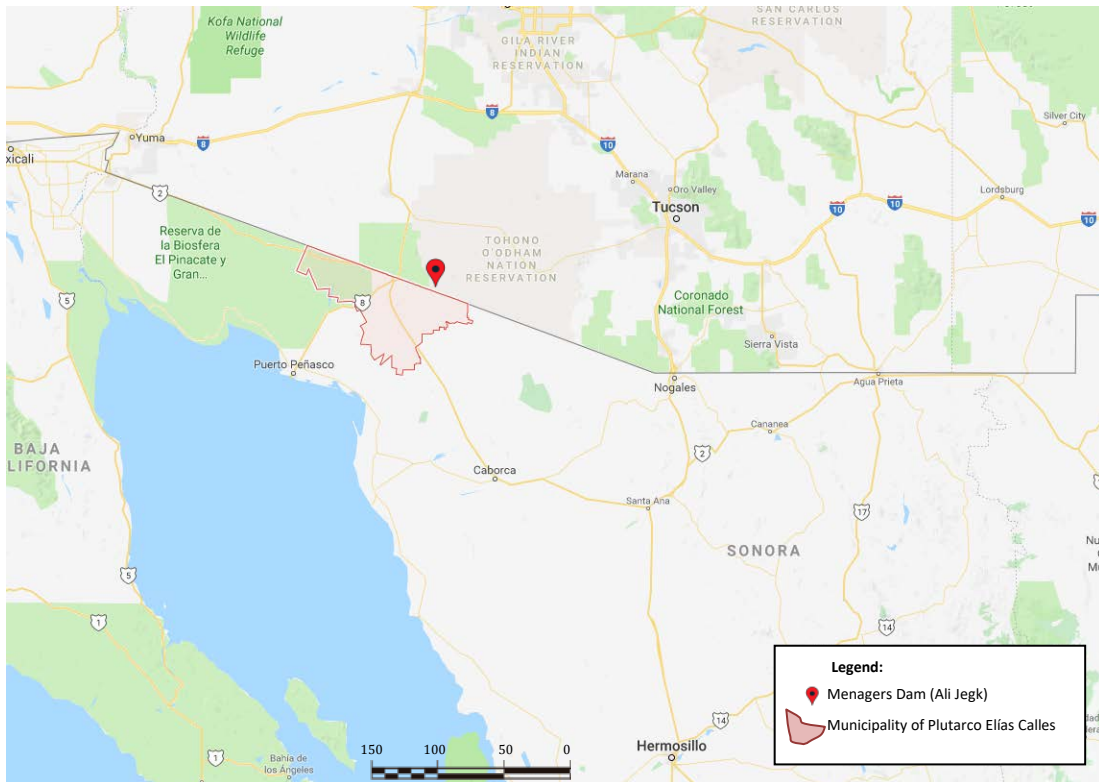 Kofa National
Wildlife
Refuge
SAN CARLOS
RESERVATION
GILA RIVER
INDIAN
RESERVATION
8
8
10
Silver City
Yuma
xicali
2
Marana
Oro Valley
Tucson
Lordsburg
10
10
10
Reserva de
la Biosfera
El Pinacate y
Gran...
TOHONO
O'ODHAM
NATION
RESERVATION
5
8
Coronado
National Forest
Sierra Vista
Puerto Peñasco
Nogales
Agua Prieta
Cananea
2
BAJA
LIFORNIA
Caborca
Santa Ana
17
SONORA
5
1
14
14
1
Hermosillo
Bahía de
los Ángeles
150 100 50 0
Legend:
Menagers Dam (Ali Jegk)
Municipality of Plutarco Elías Calles